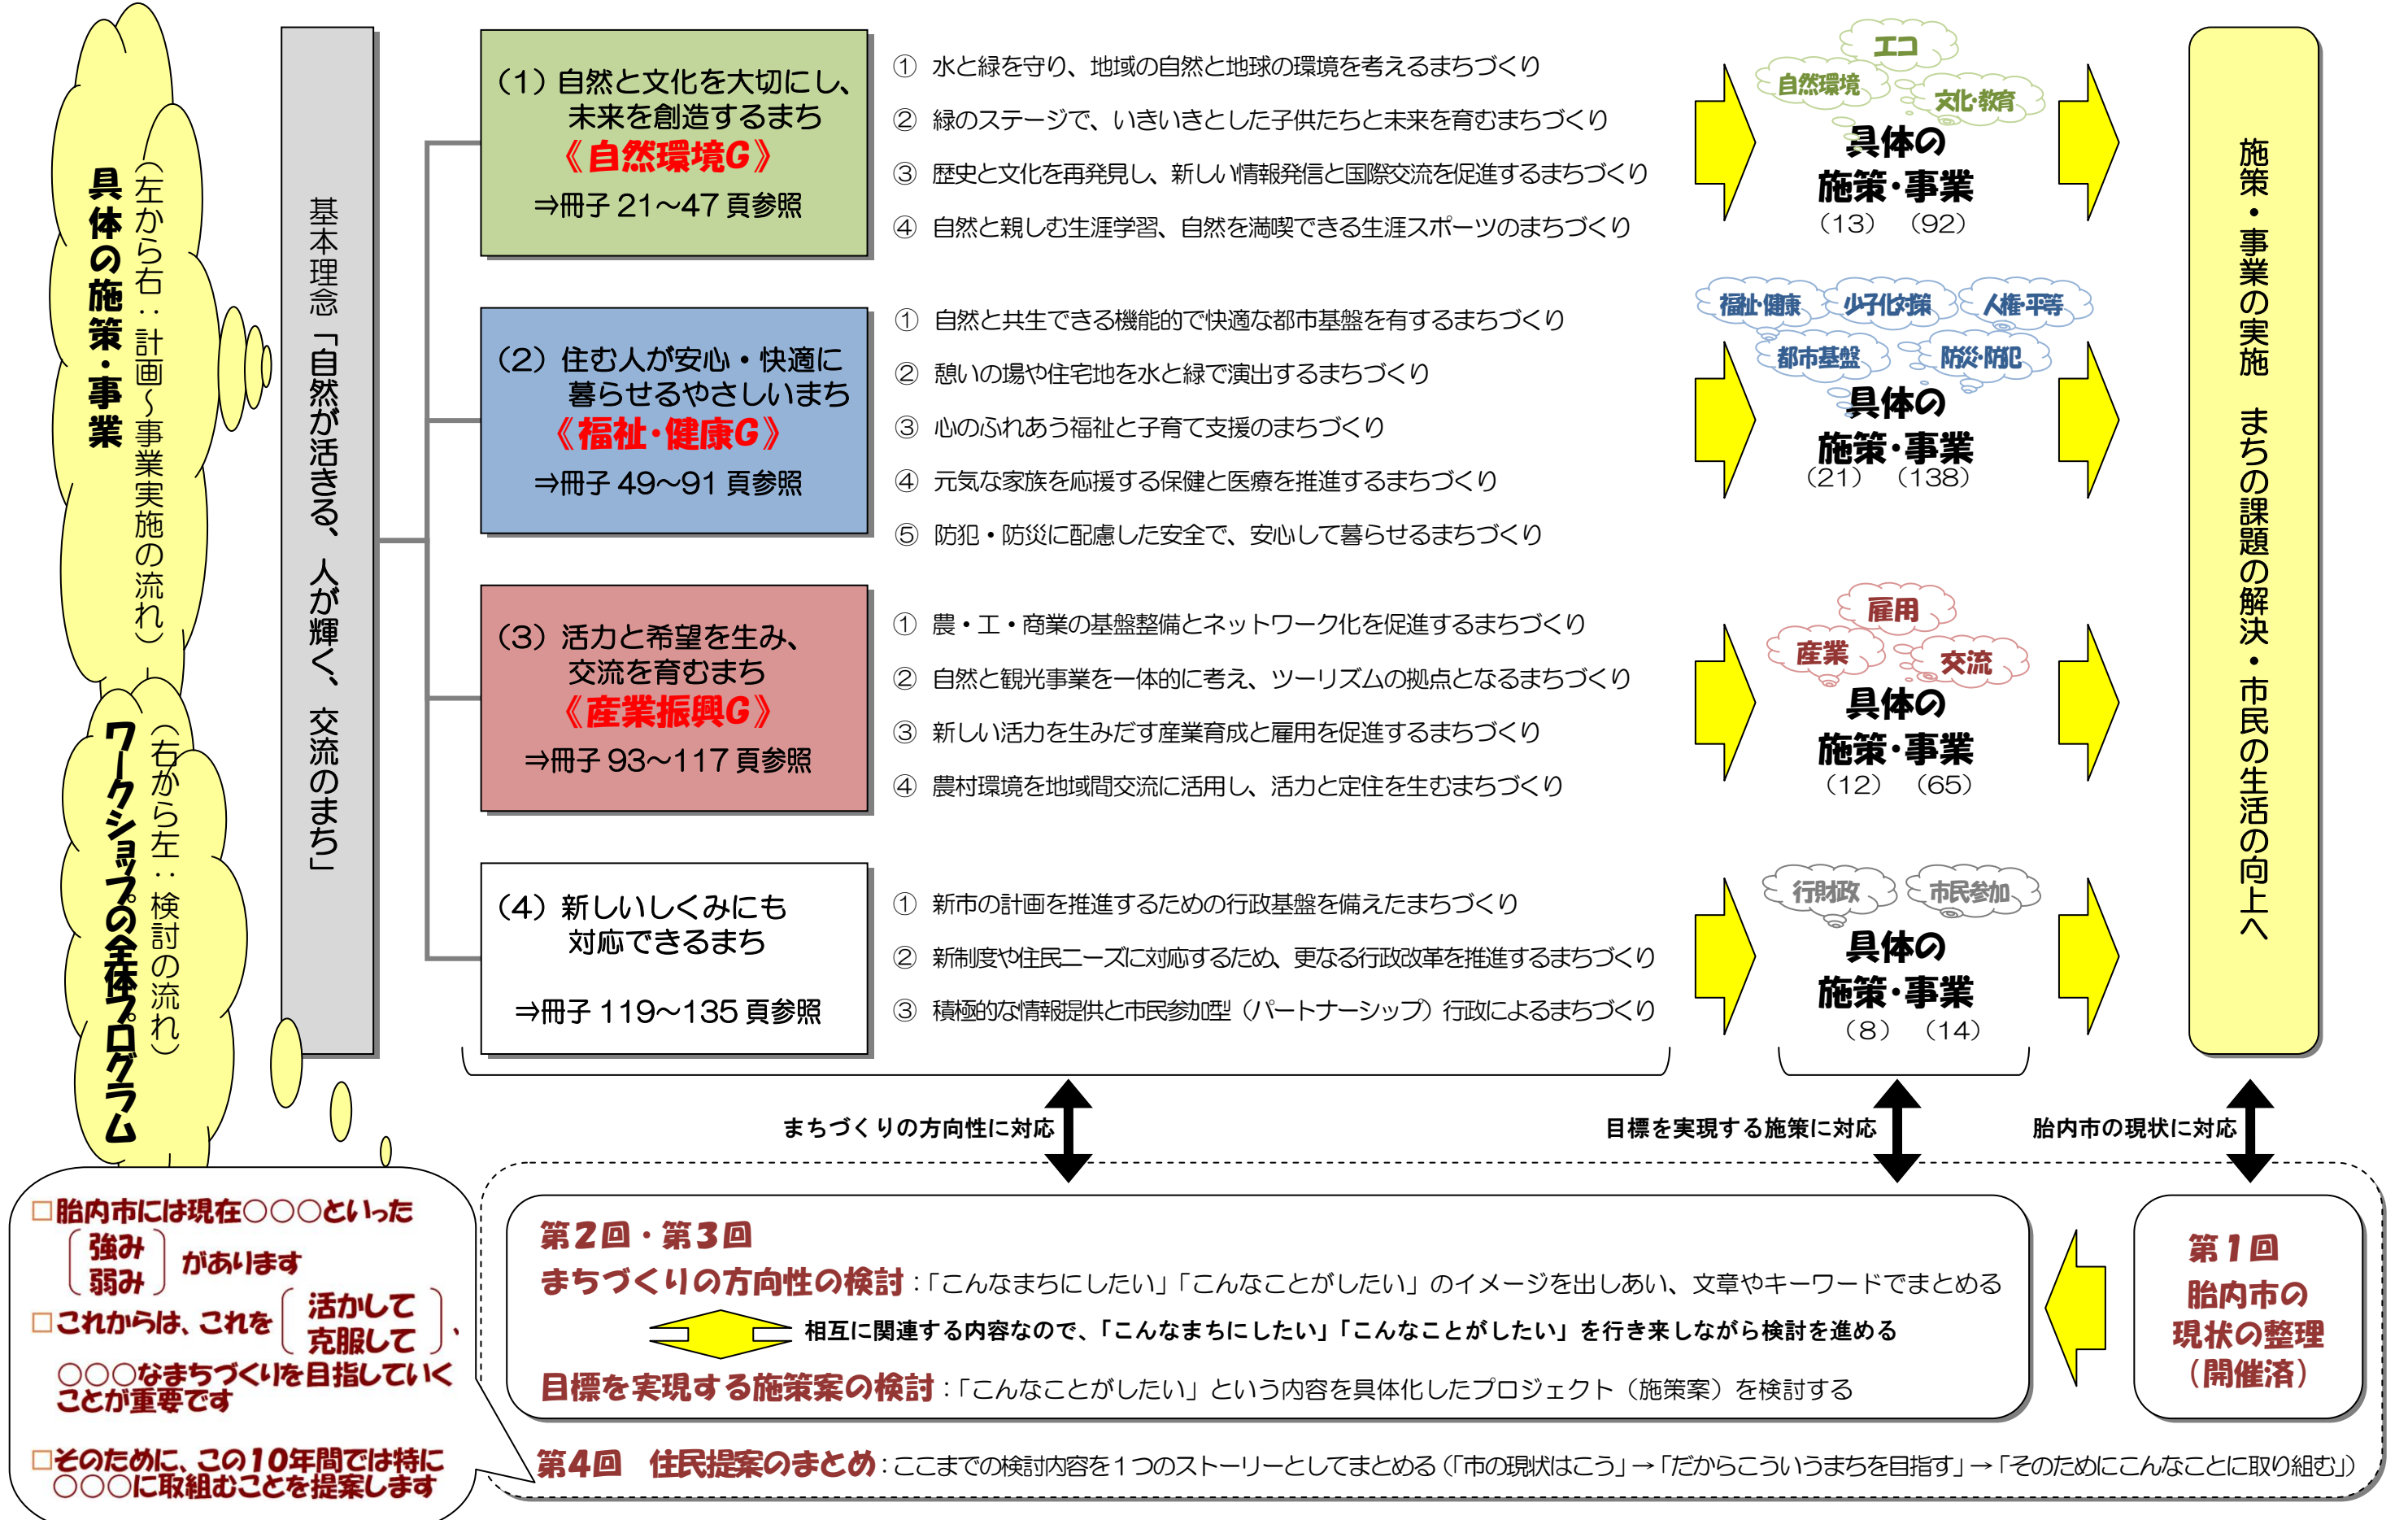 具体の施策・事業
（左から右：計画～事業実施の流れ）
ワークショップの全体プログラム
（右から左：検討の流れ）
基本理念「自然が活きる、人が輝く、交流のまち」
（1）自然と文化を大切にし、
未来を創造するまち
《自然環境G》
⇒冊子 21～47 頁参照
① 水と緑を守り、地域の自然と地球の環境を考えるまちづくり
② 緑のステージで、いきいきとした子供たちと未来を育むまちづくり
③ 歴史と文化を再発見し、新しい情報発信と国際交流を促進するまちづくり
④ 自然と親しむ生涯学習、自然を満喫できる生涯スポーツのまちづくり
エコ
自然環境
文化・教育
具体の
施策・事業
（13）（92）
（2）住む人が安心・快適に
暮らせるやさしいまち
《福祉・健康G》
⇒冊子 49～91 頁参照
① 自然と共生できる機能的で快適な都市基盤を有するまちづくり
② 憩いの場や住宅地を水と緑で演出するまちづくり
③ 心のふれあう福祉と子育て支援のまちづくり
④ 元気な家族を応援する保健と医療を推進するまちづくり
⑤ 防犯・防災に配慮した安全で、安心して暮らせるまちづくり
福祉・健康
少子化対策
人権・平等
都市基盤
防災・防犯
具体の
施策・事業
（21）（138）
（3）活力と希望を生み、
交流を育むまち
《産業振興G》
⇒冊子 93～117 頁参照
① 農・工・商業の基盤整備とネットワーク化を促進するまちづくり
② 自然と観光事業を一体的に考え、ツーリズムの拠点となるまちづくり
③ 新しい活力を生みだす産業育成と雇用を促進するまちづくり
④ 農村環境を地域間交流に活用し、活力と定住を生むまちづくり
雇用
産業
交流
具体の
施策・事業
（12）（65）
（4）新しいしくみにも
対応できるまち
⇒冊子 119～135 頁参照
① 新市の計画を推進するための行政基盤を備えたまちづくり
② 新制度や住民ニーズに対応するため、更なる行政改革を推進するまちづくり
③ 積極的な情報提供と市民参加型（パートナーシップ）行政によるまちづくり
行財政
市民参加
具体の
施策・事業
（8）（14）
施策・事業の実施　まちの課題の解決・市民の生活の向上へ
まちづくりの方向性に対応
目標を実現する施策に対応
胎内市の現状に対応
□胎内市には現在○○○といった
強み
弱み
があります
□これからは、これを
活かして
克服して
、
○○○なまちづくりを目指していく
ことが重要です
□そのために、この10年間では特に
○○○に取組むことを提案します
第2回・第3回
まちづくりの方向性の検討：「こんなまちにしたい」「こんなことがしたい」のイメージを出しあい、文章やキーワードでまとめる
相互に関連する内容なので、「こんなまちにしたい」「こんなことがしたい」を行き来しながら検討を進める
目標を実現する施策案の検討：「こんなことがしたい」という内容を具体化したプロジェクト（施策案）を検討する
第1回
胎内市の
現状の整理
（開催済）
第4回　住民提案のまとめ：ここまでの検討内容を１つのストーリーとしてまとめる（「市の現状はこう」→「だからこういうまちを目指す」→「そのためにこんなことに取り組む」）